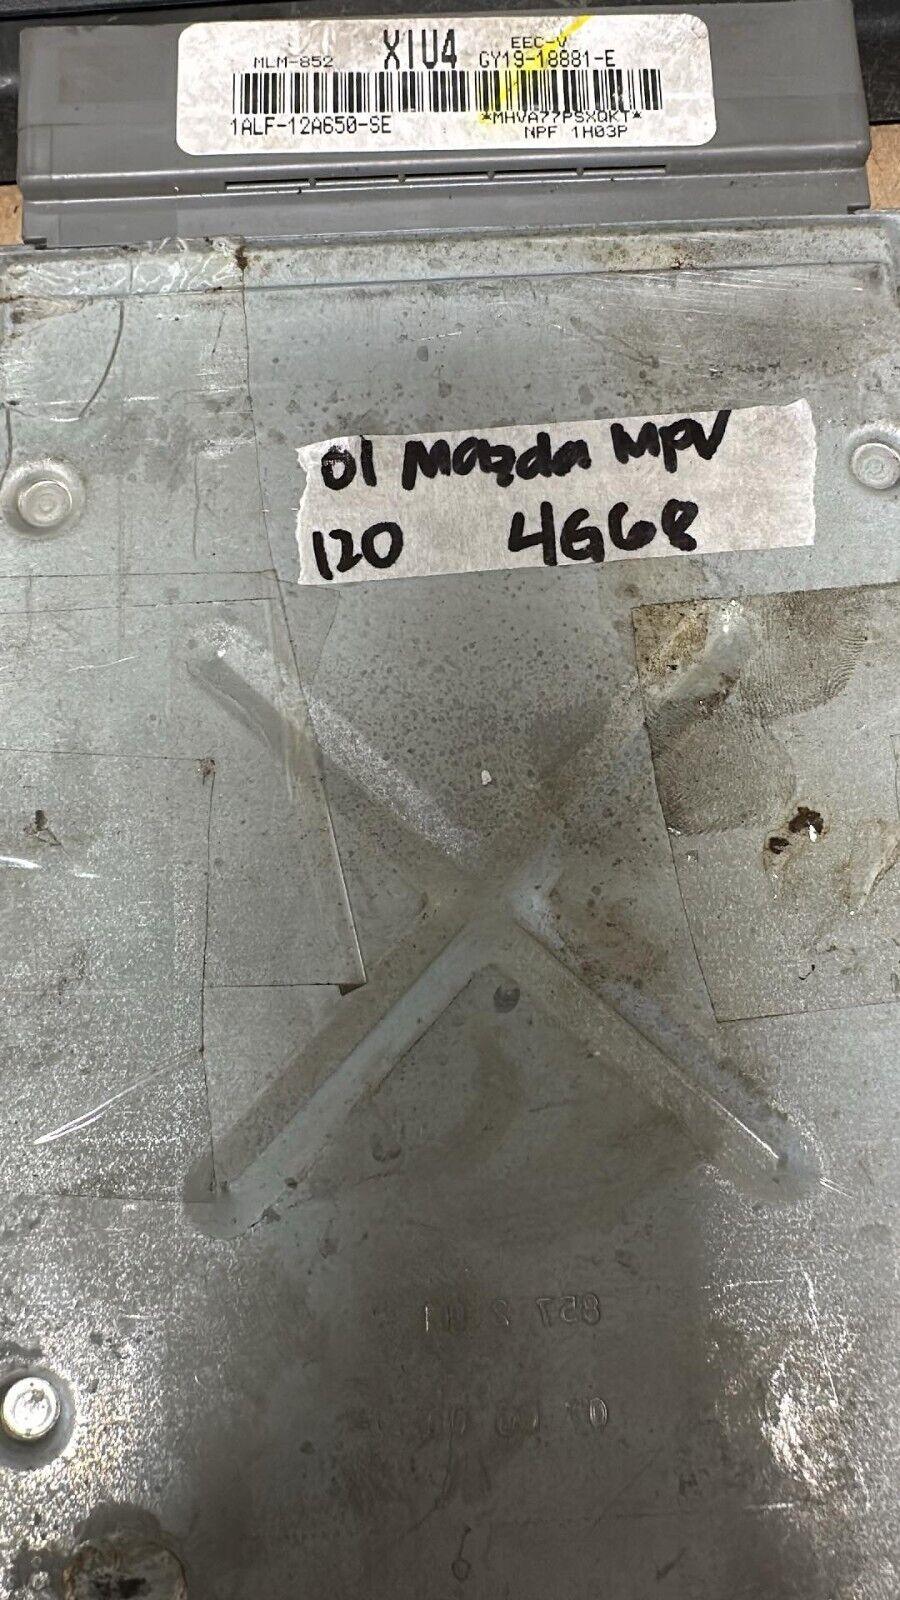 X1U4 EEC-V
MLM-852 GY19-18881-E
1ALF-12A650-SE *MHVA77PSXQKT*
NPF 1H03P
01 Mazda MPV
120 4G68